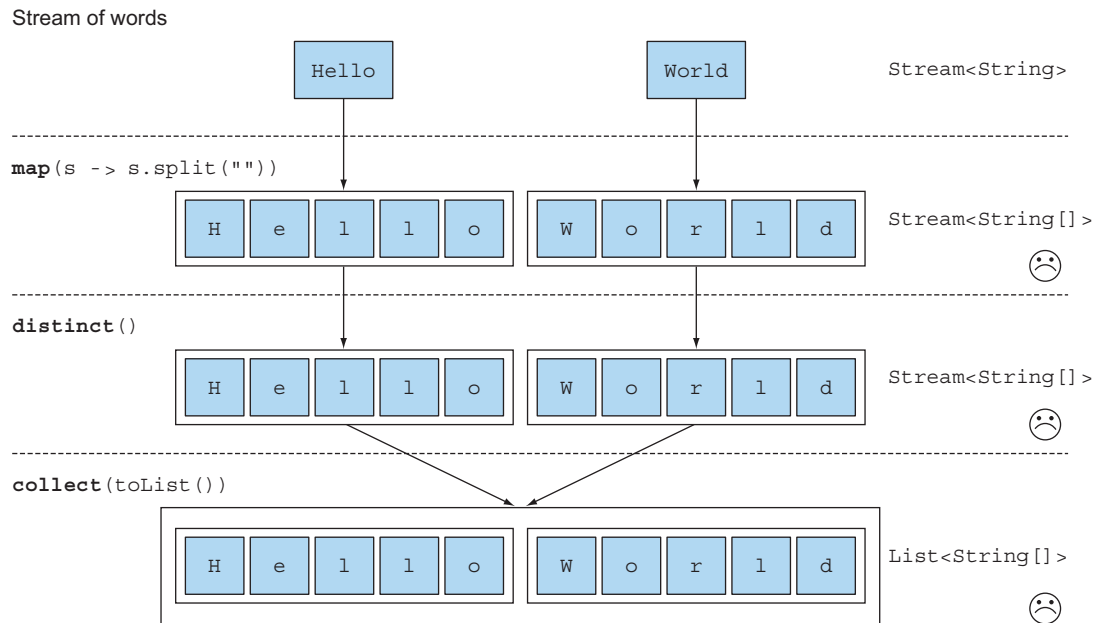 Stream of words
Hello World Stream<String>
map(s -> s.split(""))
H e l l o W o r l d Stream<String[]>
distinct()
H e l l o W o r l d Stream<String[]>
collect(toList())
H e l l o W o r l d List<String[]>